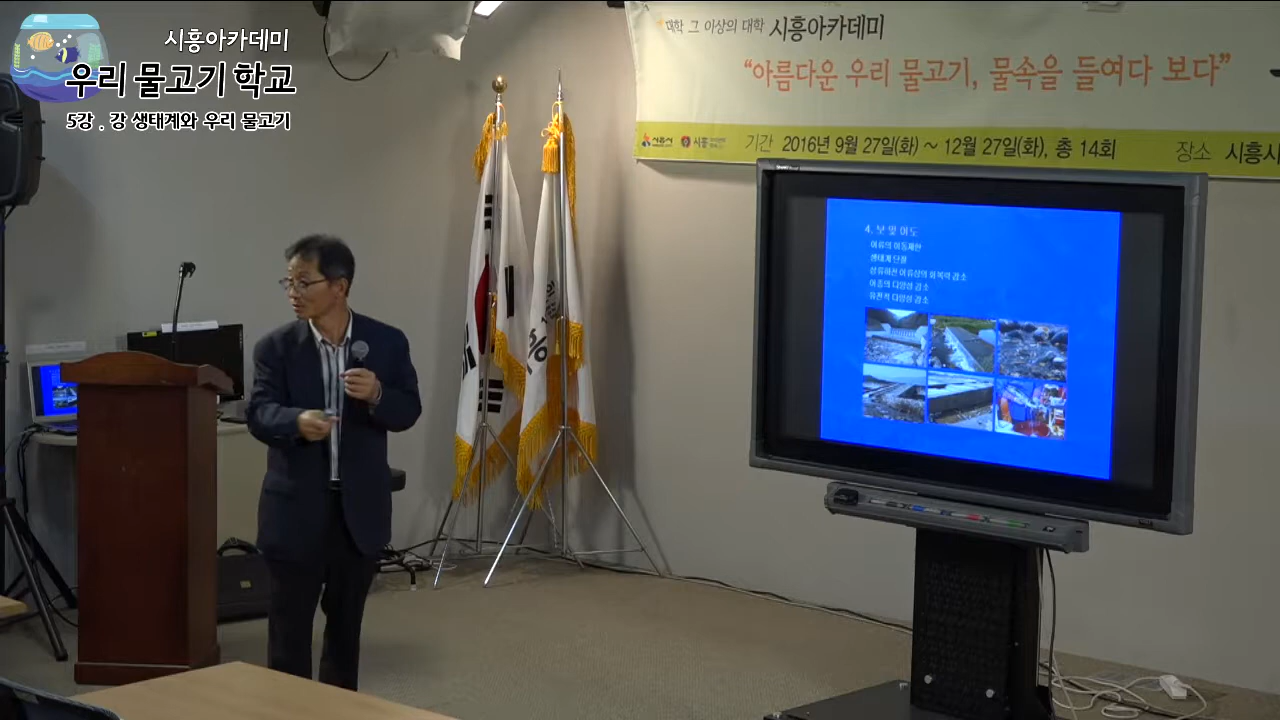 시흥아카데미
우리 물고기 학교
5강 . 강 생태계와 우리 물고기
대학 그 이상의 대학 시흥아카데미
“아름다운 우리 물고기, 물속을 들여다 보다”
시흥시 시흥
기간 2016년 9월 27일(화) ~ 12월 27일(화), 총 14회
장소 시흥시
4. 보 및 어도
어류의 이동제한
생태계 단절
상류하천 어류상의 회복력 감소
어종의 다양성 감소
유전적 다양성 감소